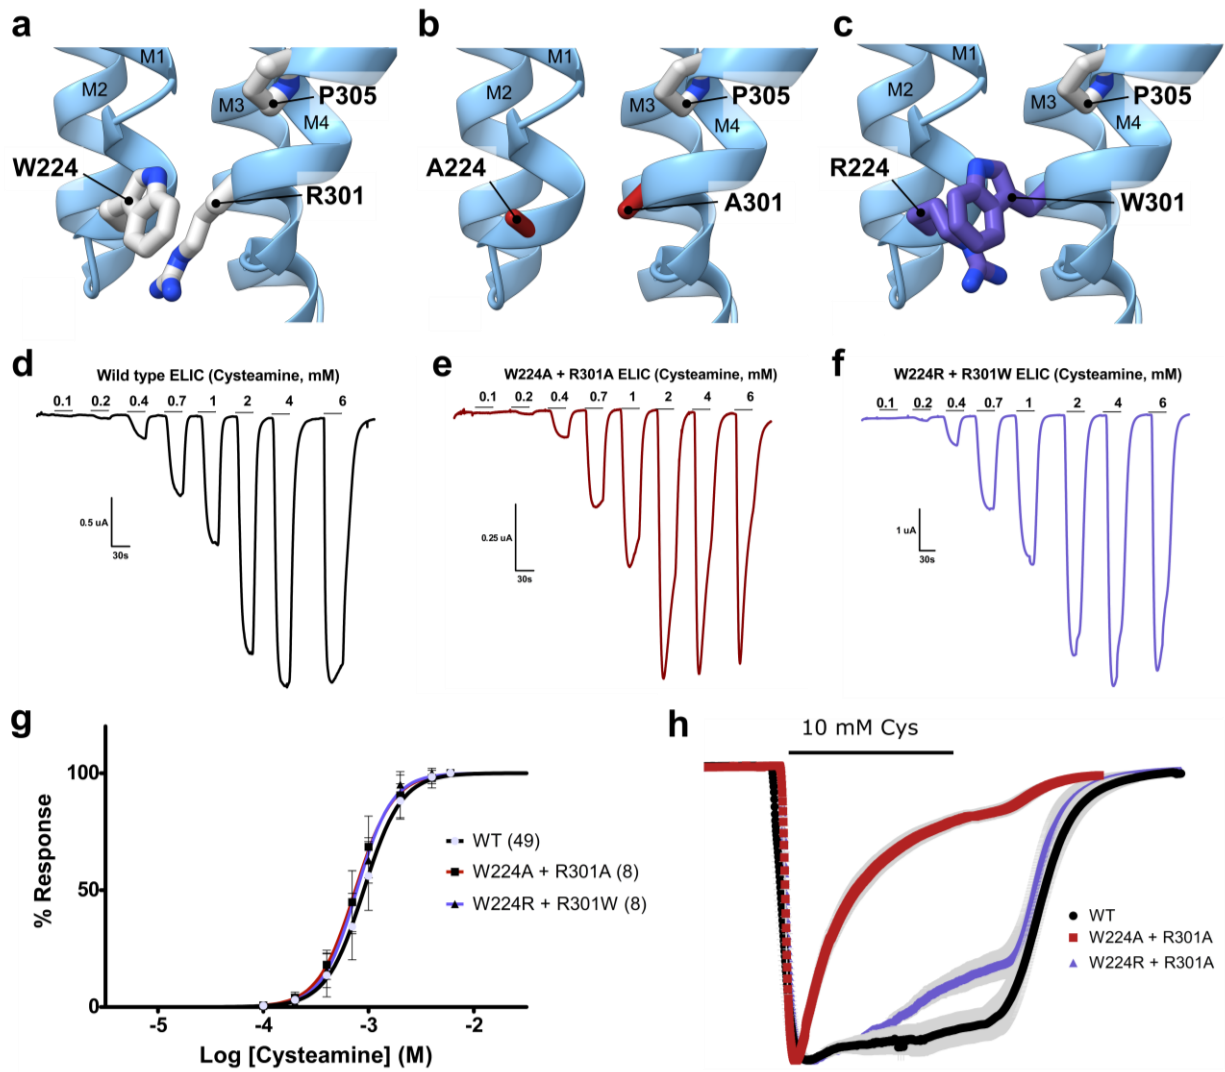 a
M1
M2
M3
M4
P305
W224
R301
b
M1
M2
M3
M4
P305
A224
A301
c
M1
M2
M3
M4
P305
R224
W301
d
Wild type ELIC (Cysteamine, mM)
0.1 0.2 0.4 0.7 1 2 4 6
0.5 uA
30s
e
W224A + R301A ELIC (Cysteamine, mM)
0.1 0.2 0.4 0.7 1 2 4 6
0.25 uA
30s
f
W224R + R301W ELIC (Cysteamine, mM)
0.1 0.2 0.4 0.7 1 2 4 6
1 uA
30s
g
% Response
100
50
0
-5 -4 -3 -2
Log [Cysteamine] (M)
WT (49)
W224A + R301A (8)
W224R + R301W (8)
h
10 mM Cys
WT
W224A + R301A
W224R + R301A